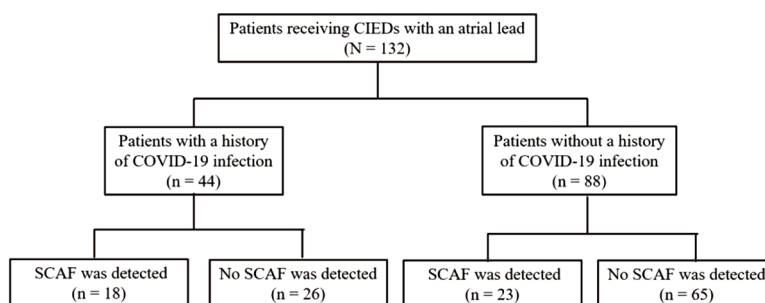 Patients receiving CIEDs with an atrial lead
(N = 132)
Patients with a history
of COVID-19 infection
(n = 44)
Patients without a history
of COVID-19 infection
(n = 88)
SCAF was detected
(n = 18)
No SCAF was detected
(n = 26)
SCAF was detected
(n = 23)
No SCAF was detected
(n = 65)